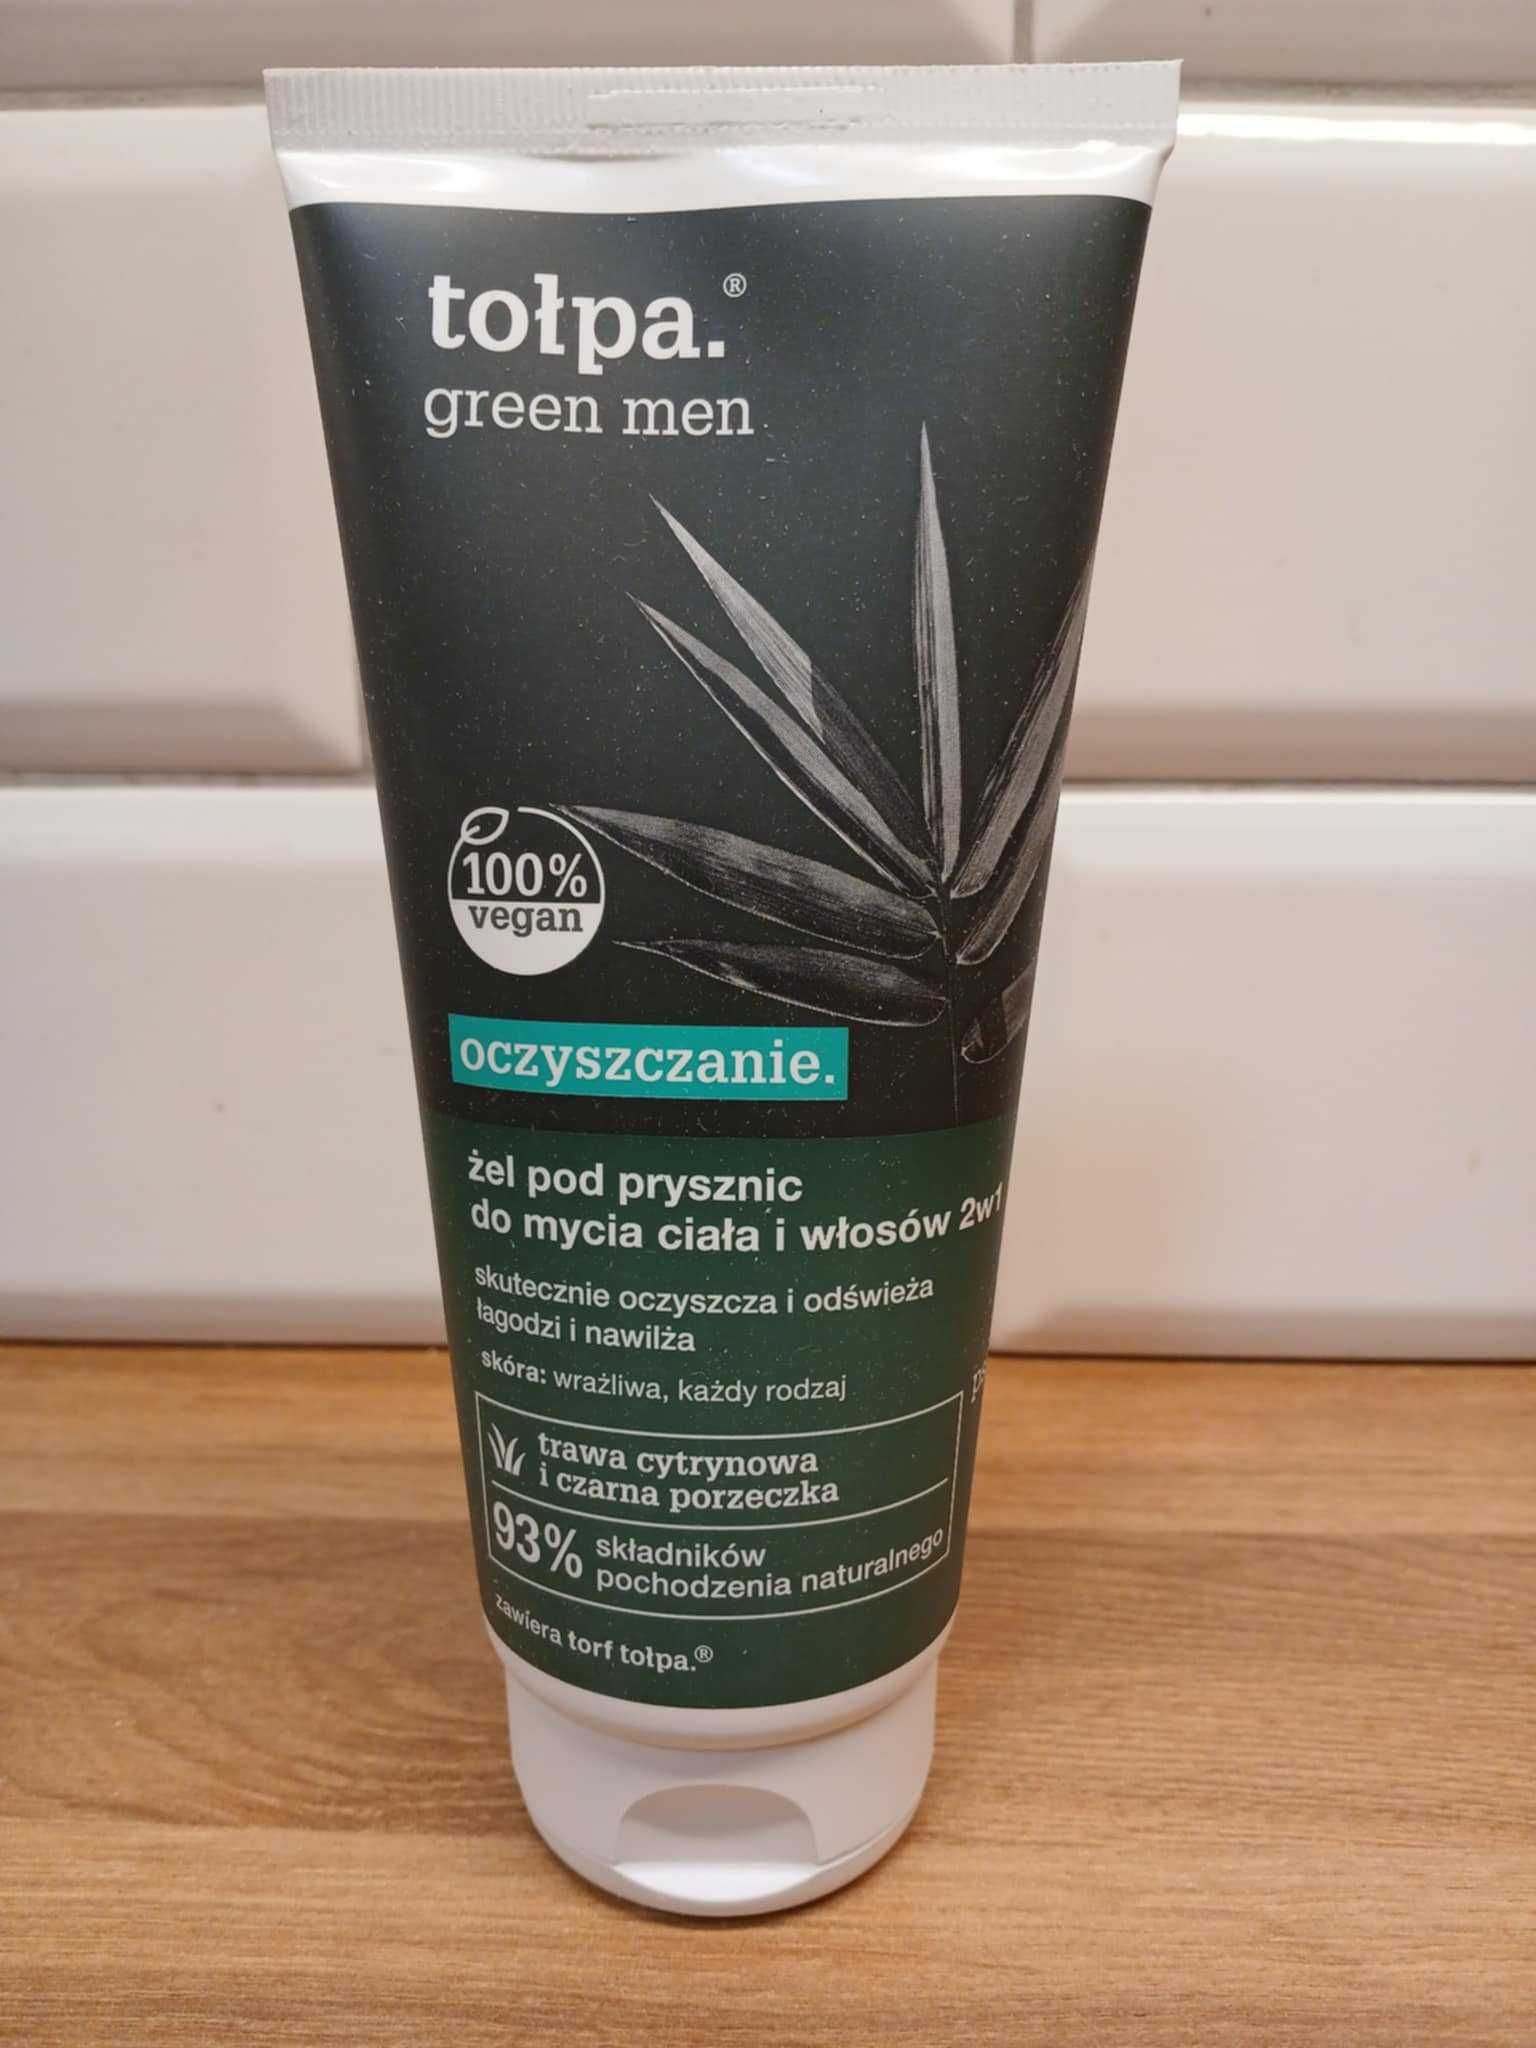 tołpa.®
green men
100%
vegan
oczyszczanie.
żel pod prysznic
do mycia ciała i włosów 2w1
skutecznie oczyszcza i odświeża
łagodzi i nawilża
skóra: wrażliwa, każdy rodzaj
trawa cytrynowa
i czarna porzeczka
93% składników
pochodzenia naturalnego
zawiera torf tołpa.®